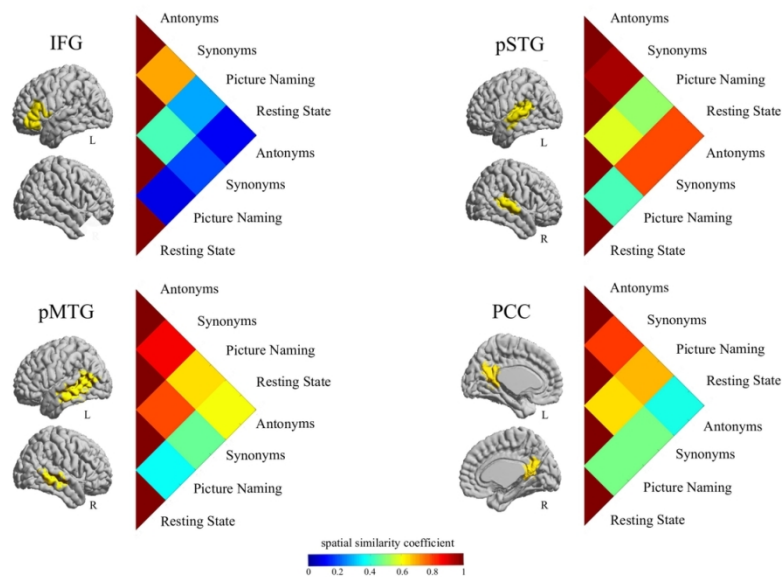 IFG
L
Antonyms
Synonyms
Picture Naming
Resting State
Antonyms
Synonyms
Picture Naming
Resting State
pSTG
L
R
Antonyms
Synonyms
Picture Naming
Resting State
Antonyms
Synonyms
Picture Naming
Resting State
pMTG
L
R
Antonyms
Synonyms
Picture Naming
Resting State
Antonyms
Synonyms
Picture Naming
Resting State
PCC
L
R
Antonyms
Synonyms
Picture Naming
Resting State
Antonyms
Synonyms
Picture Naming
Resting State
spatial similarity coefficient
0 0.2 0.4 0.6 0.8 1